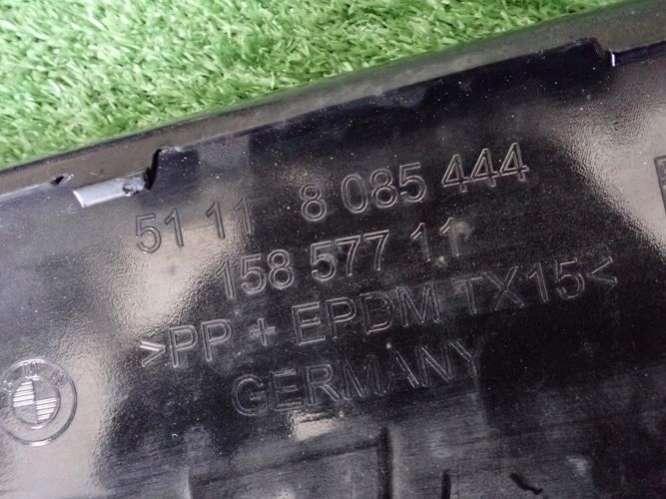 51 11 8 085 444
158 577 11
>PP + EPDM TX15<
GERMANY